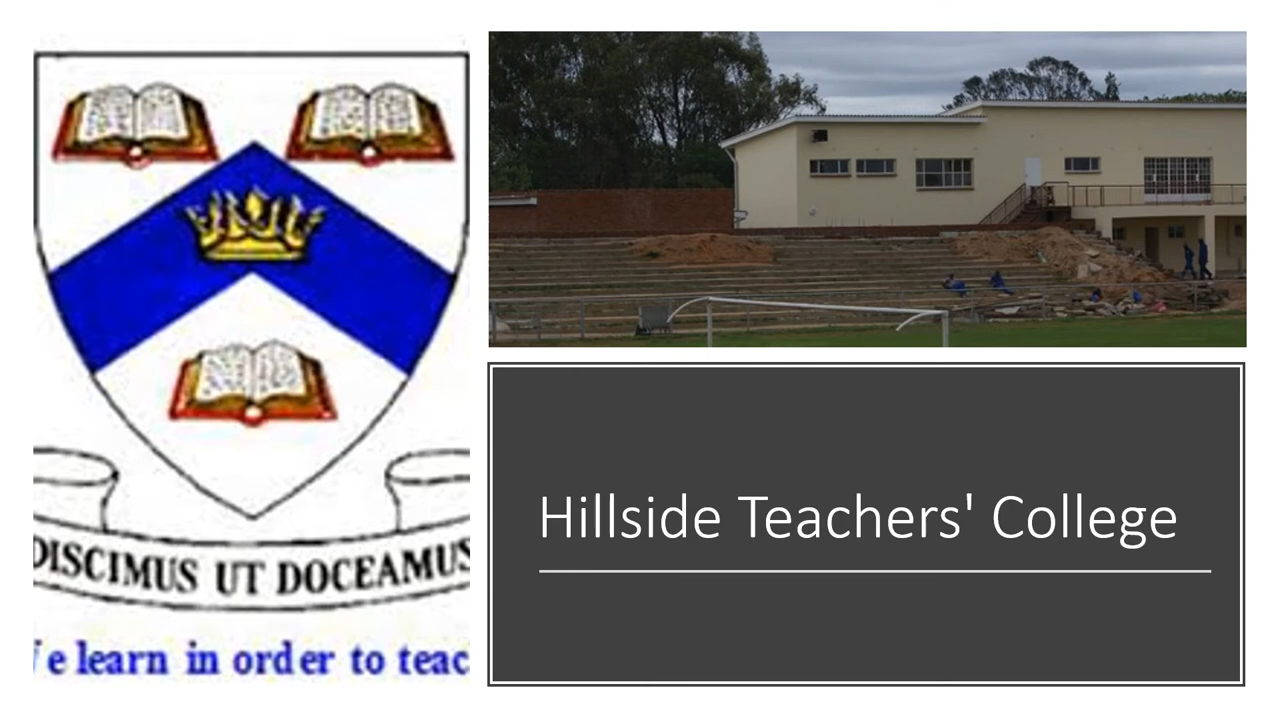 DISCIMUS UT DOCEAMUS
e learn in order to teac
Hillside Teachers' College